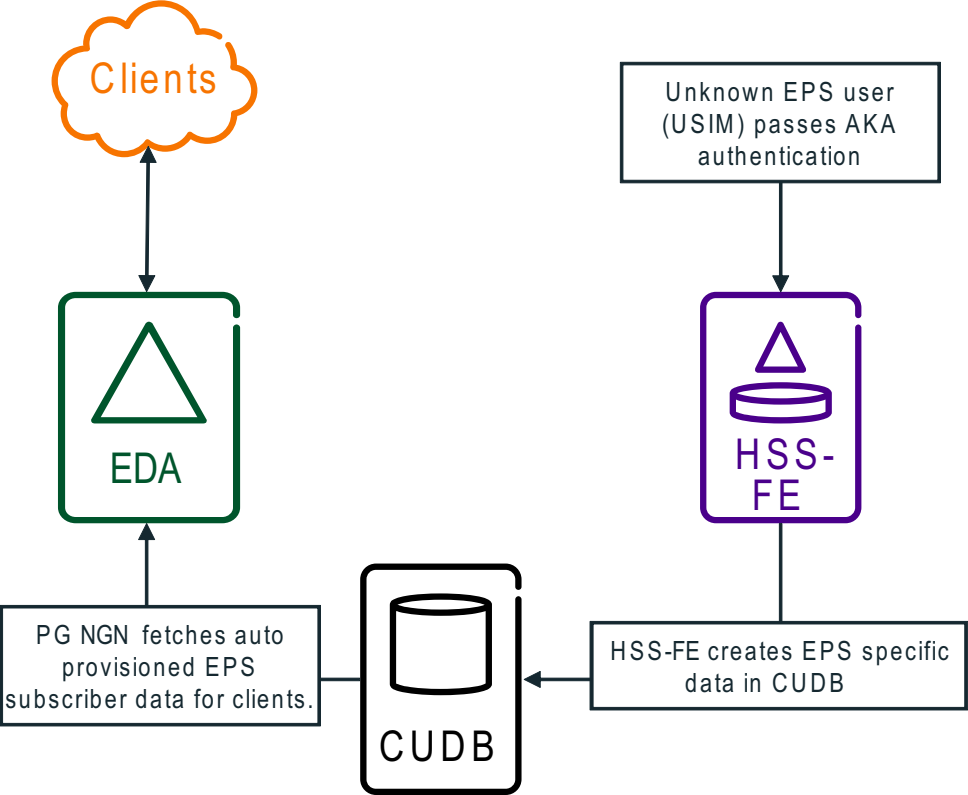 Clients
Unknown EPS user
(USIM) passes AKA
authentication
EDA
HSS-
FE
PG NGN fetches auto
provisioned EPS
subscriber data for clients.
HSS-FE creates EPS specific
data in CUDB
CUDB